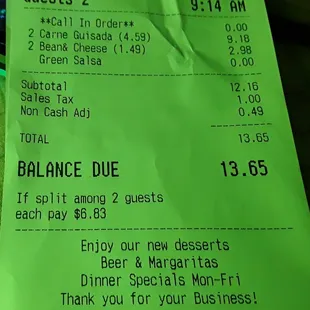 Guests 2 9:14 AM
**Call In Order** 0.00
2 Carne Guisada (4.59) 9.18
2 Bean& Cheese (1.49) 2.98
Green Salsa 0.00
Subtotal 12.16
Sales Tax 1.00
Non Cash Adj 0.49
TOTAL 13.65
BALANCE DUE 13.65
If split among 2 guests
each pay $6.83
Enjoy our new desserts
Beer & Margaritas
Dinner Specials Mon-Fri
Thank you for your Business!